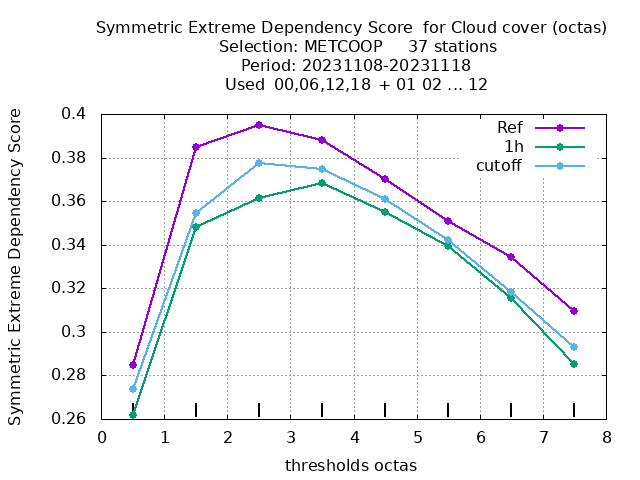 Symmetric Extreme Dependency Score  for Cloud cover (octas)
Selection: METCOOP     37 stations
Period: 20231108-20231118
Used  00,06,12,18  + 01 02 ... 12
Symmetric Extreme Dependency Score
0.4
0.38
0.36
0.34
0.32
0.3
0.28
0.26
Ref
1h
cutoff
0 1 2 3 4 5 6 7 8
thresholds octas